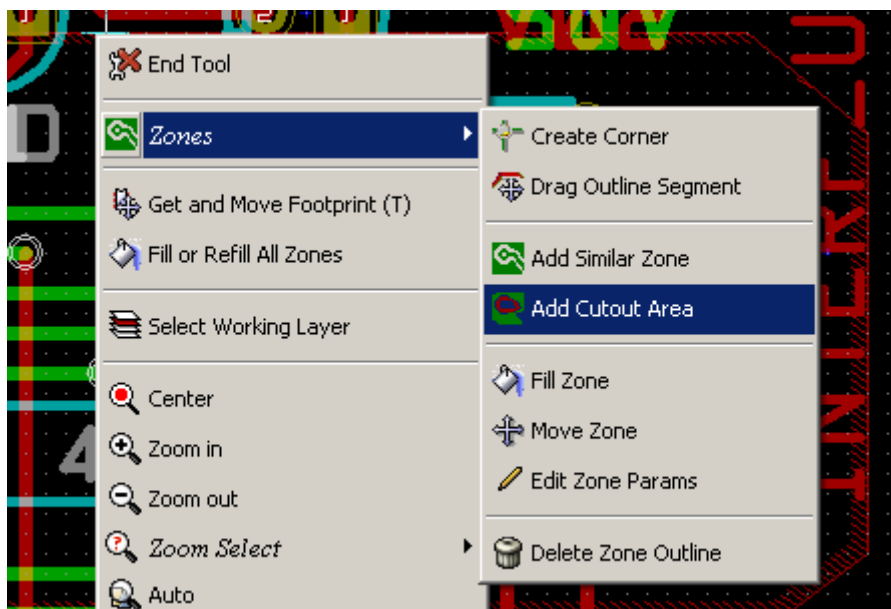 End Tool
Zones
Get and Move Footprint (T)
Fill or Refill All Zones
Select Working Layer
Center
Zoom in
Zoom out
Zoom Select
Auto
Create Corner
Drag Outline Segment
Add Similar Zone
Add Cutout Area
Fill Zone
Move Zone
Edit Zone Params
Delete Zone Outline